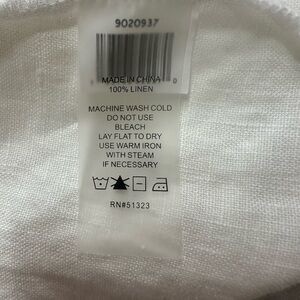 9020937
MADE IN CHINA
100% LINEN
MACHINE WASH COLD
DO NOT USE
BLEACH
LAY FLAT TO DRY
USE WARM IRON
WITH STEAM
IF NECESSARY
RN#51323